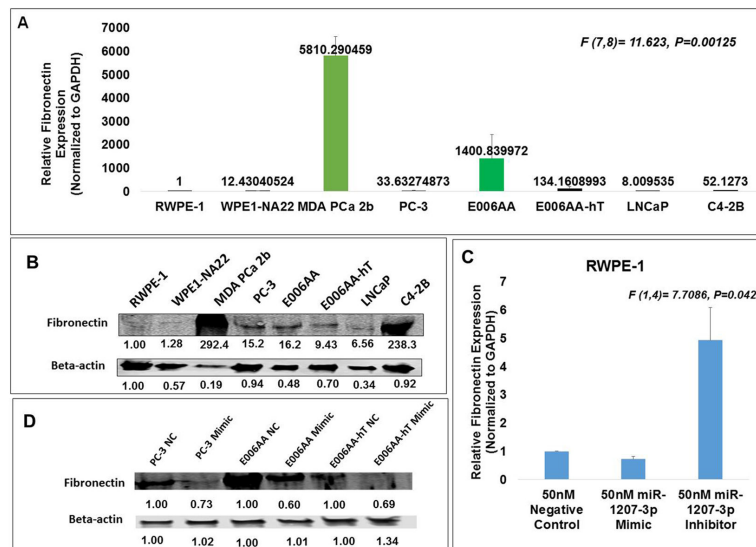 A
Relative Fibronectin
Expression
(Normalized to GAPDH)
7000
6000
5000
4000
3000
2000
1000
0
F (7,8)= 11.623, P=0.00125
1
12.43040524
5810.290459
33.63274873
1400.839972
134.1608993
8.009535
52.1273
RWPE-1 WPE1-NA22 MDA PCa 2b PC-3 E006AA E006AA-hT LNCaP C4-2B
B
RWPE-1 WPE1-NA22 MDA PCa 2b PC-3 E006AA E006AA-hT LNCaP C4-2B
Fibronectin
1.00 1.28 292.4 15.2 16.2 9.43 6.56 238.3
Beta-actin
1.00 0.57 0.19 0.94 0.48 0.70 0.34 0.92
C
RWPE-1
F (1,4)= 7.7086, P=0.042
Relative Fibronectin Expression
(Normalized to GAPDH)
7
6
5
4
3
2
1
0
50nM
Negative
Control
50nM miR-
1207-3p
Mimic
50nM miR-
1207-3p
Inhibitor
D
PC-3 NC PC-3 Mimic E006AA NC E006AA Mimic E006AA-hT NC E006AA-hT Mimic
Fibronectin
1.00 0.73 1.00 0.60 1.00 0.69
Beta-actin
1.00 1.02 1.00 1.01 1.00 1.34